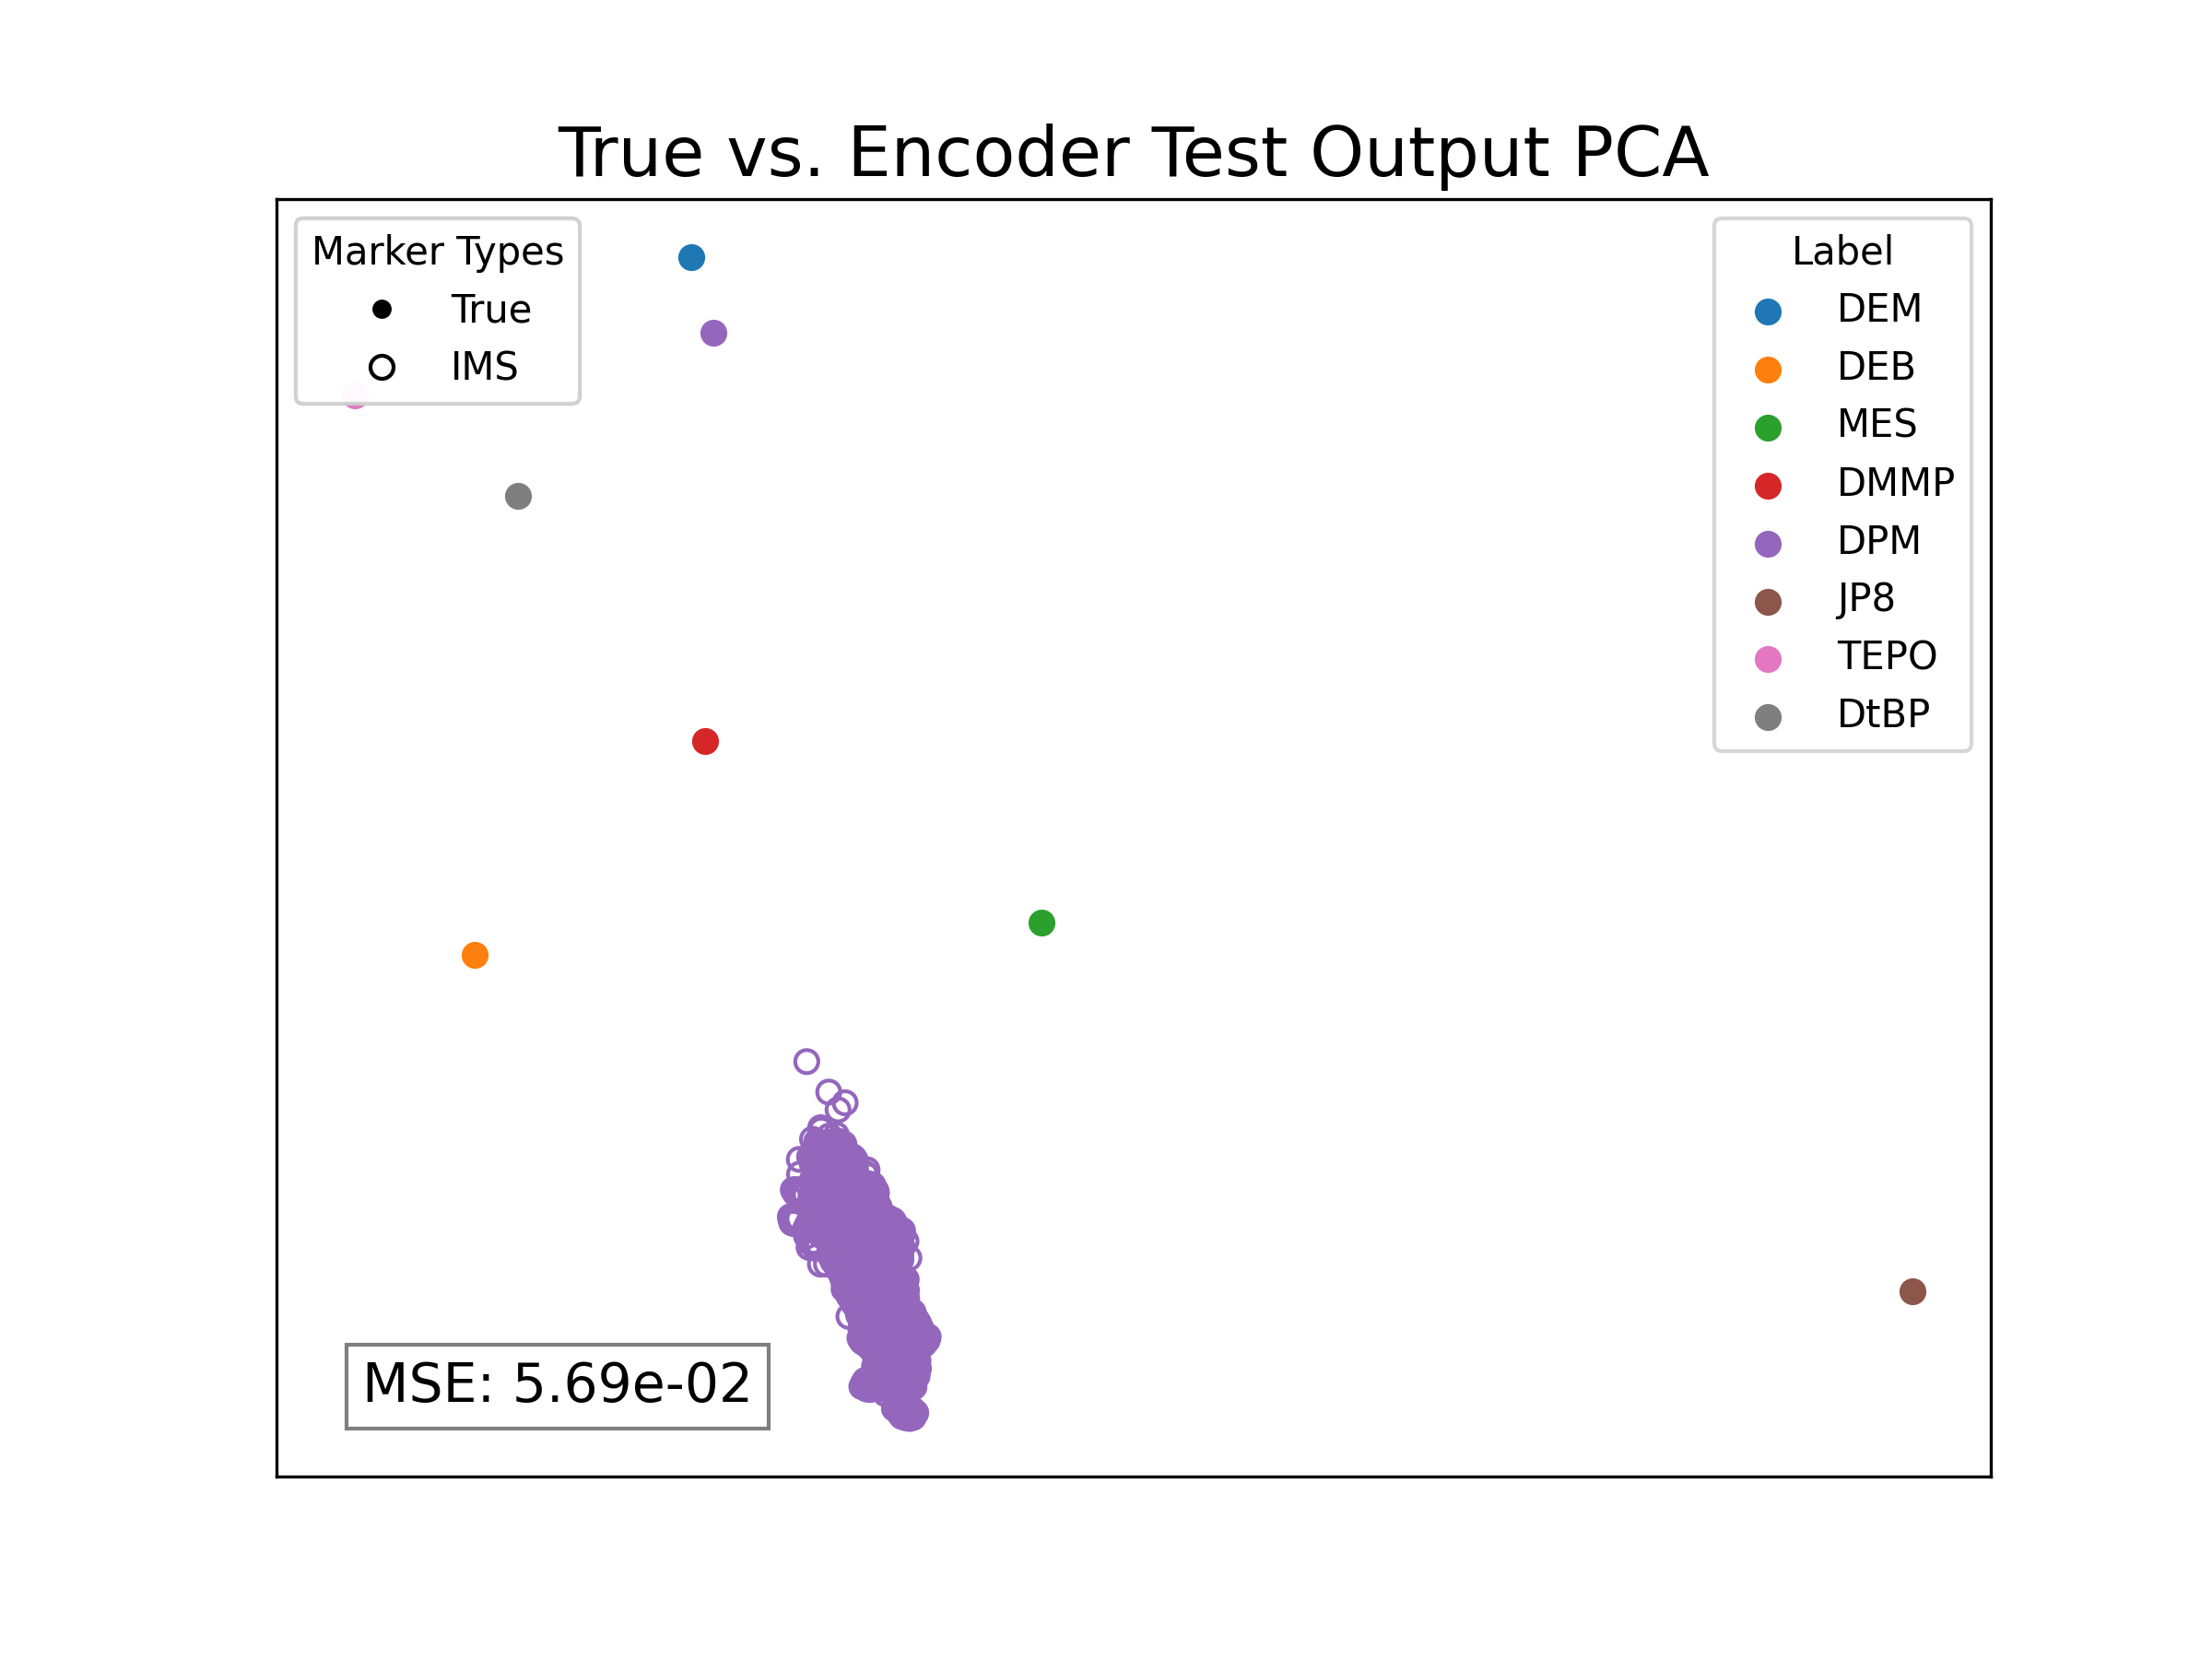 True vs. Encoder Test Output PCA
Marker Types
True
IMS
Label
DEM
DEB
MES
DMMP
DPM
JP8
TEPO
DtBP
MSE: 5.69e-02